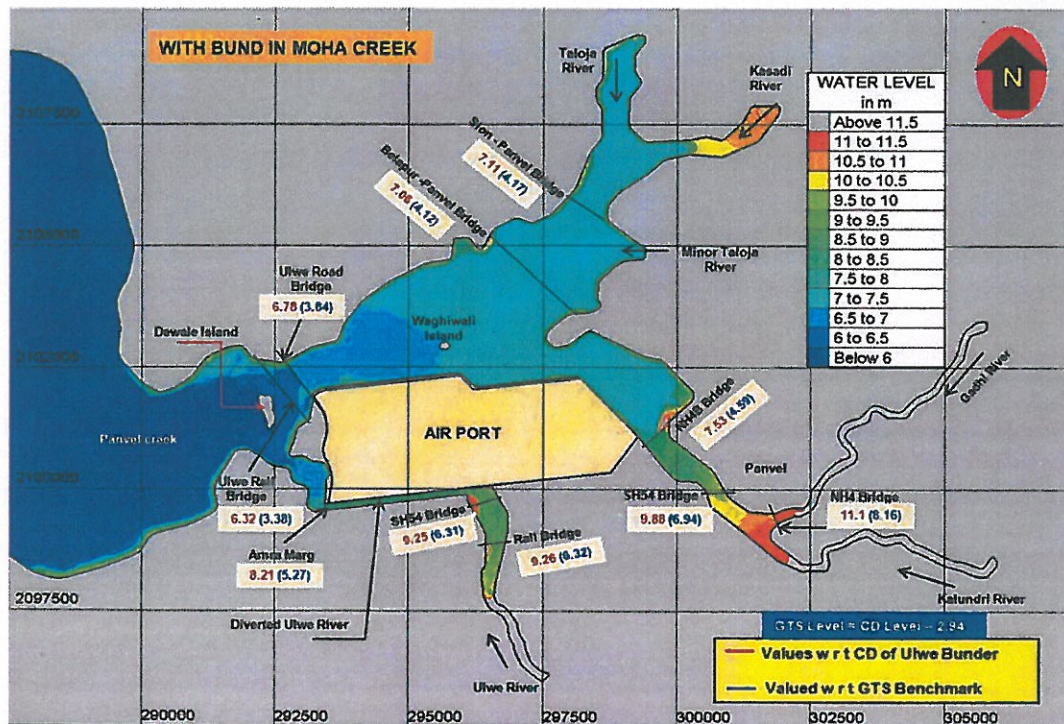 WITH BUND IN MOHA CREEK
Taloja
River
Kasadi
River
N
WATER LEVEL
in m
Above 11.5
11 to 11.5
10.5 to 11
10 to 10.5
9.5 to 10
9 to 9.5
8.5 to 9
8 to 8.5
7.5 to 8
7 to 7.5
6.5 to 7
6 to 6.5
Below 6
2107500
Sion - Panvel Bridge
7.11 (4.17)
Belapur -Panvel Bridge
7.06 (4.12)
Minor Taloja
River
Ulwe Road
Bridge
6.78 (3.84)
Waghiwali
Island
Dewale Island
Panvel creek
AIR PORT
NH4B Bridge
7.53 (4.59)
Gadhi River
Panvel
Ulwe Rail
Bridge
6.32 (3.38)
SH54 Bridge
9.25 (6.31)
SH54 Bridge
9.88 (6.94)
NH4 Bridge
11.1 (8.16)
Amra Marg
8.21 (5.27)
Rail Bridge
9.26 (6.32)
2097500
Diverted Ulwe River
Kalundri River
GTS Level = CD Level - 2.94
Values w r t CD of Ulwe Bunder
Valued w r t GTS Benchmark
Ulwe River
290000
292500
295000
297500
300000
302500
305000